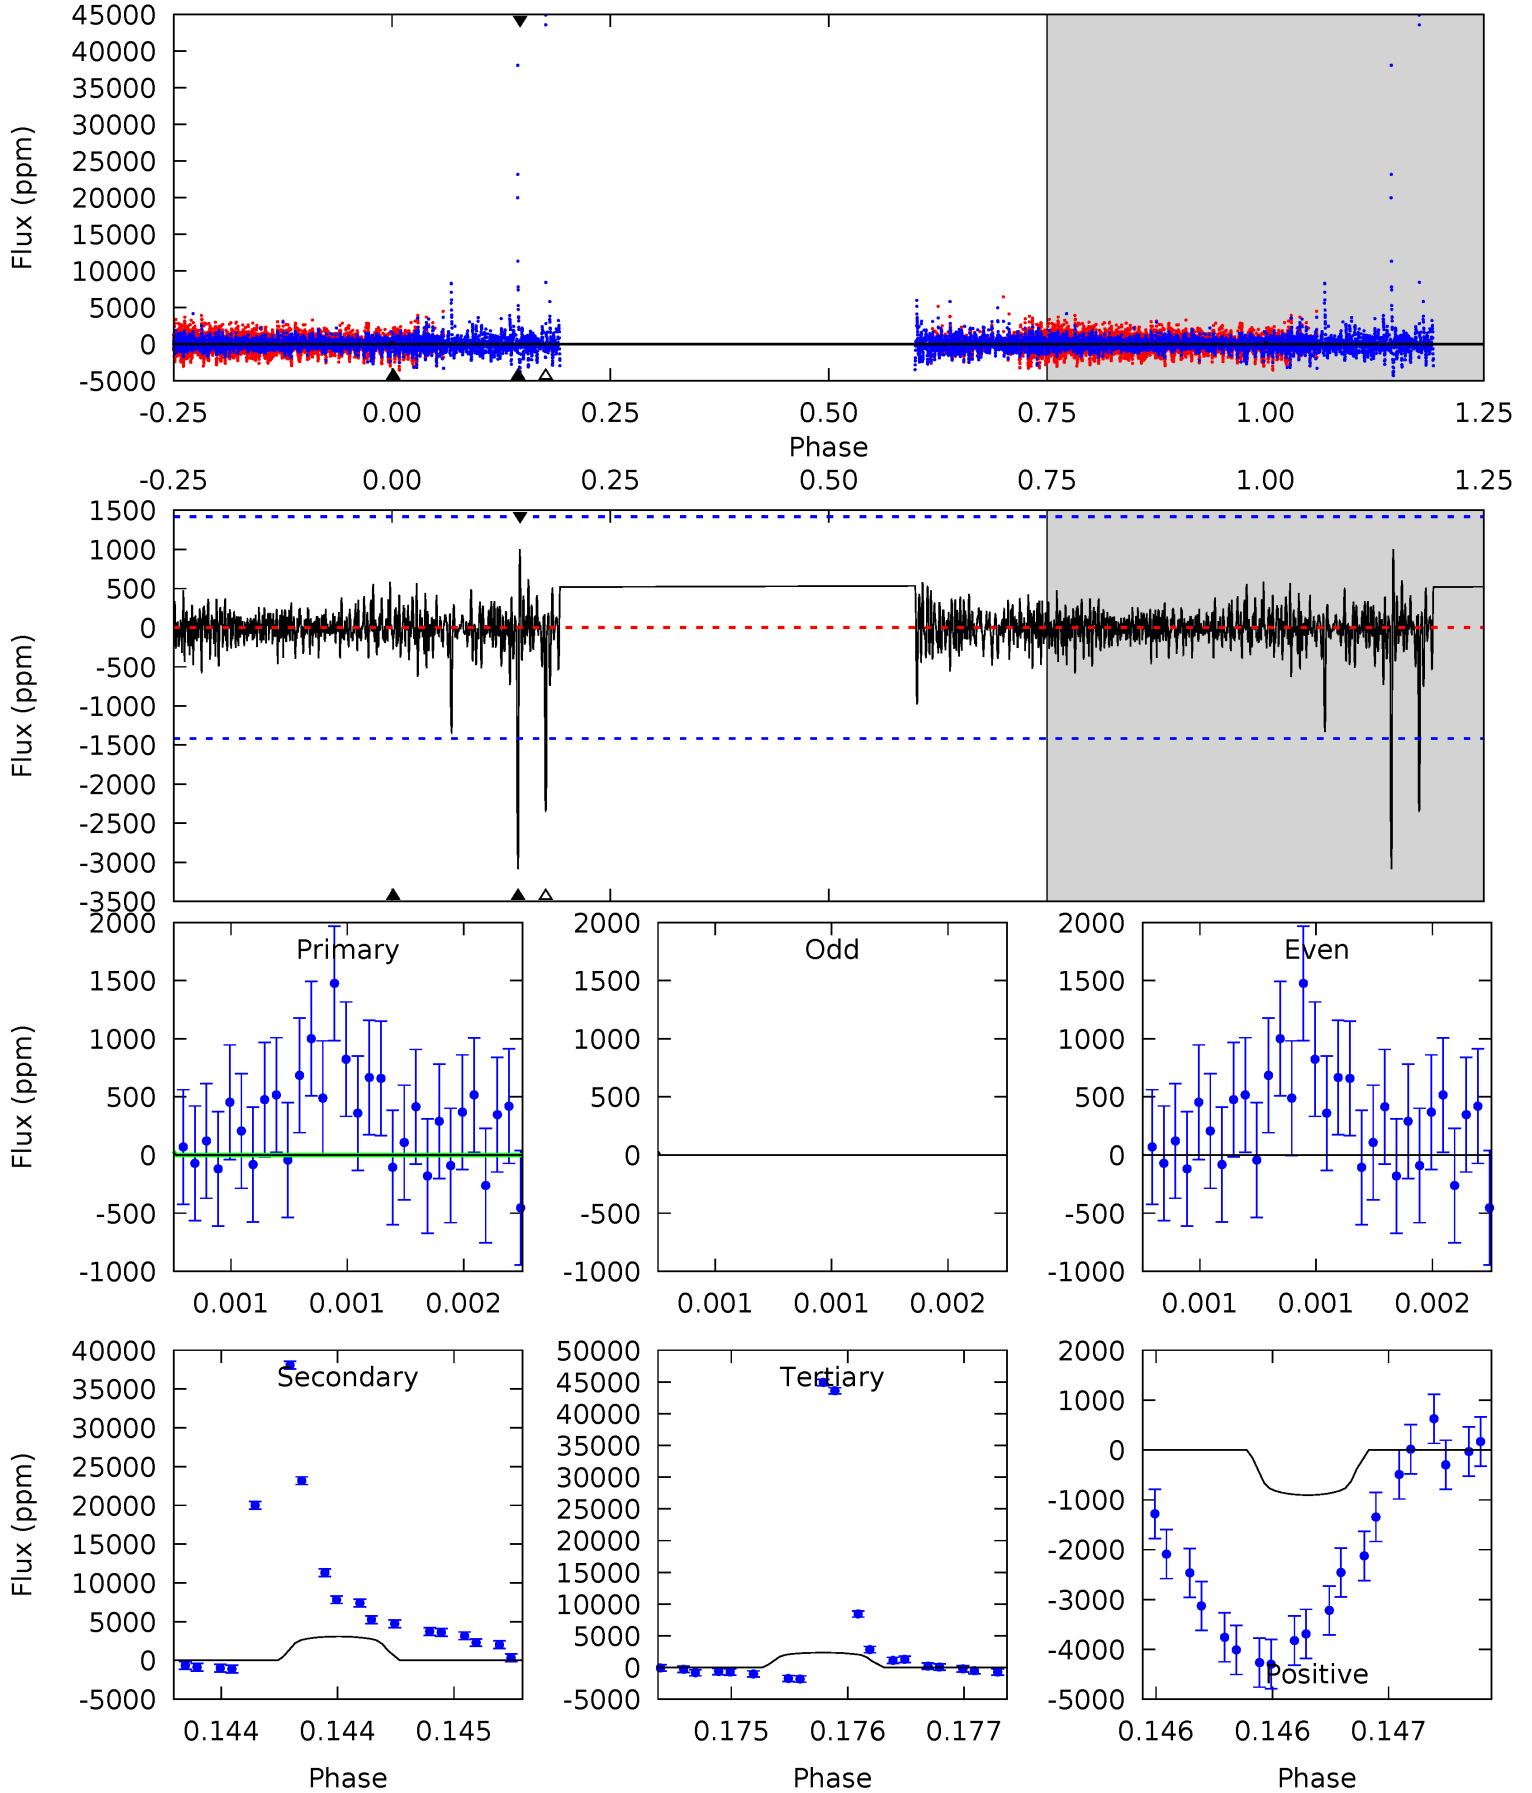 45000
40000
35000
30000
25000
20000
15000
10000
5000
0
-5000
Flux (ppm)
-0.25 0.00 0.25 0.50 0.75 1.00 1.25
Phase
-0.25 0.00 0.25 0.50 0.75 1.00 1.25
1500
1000
500
0
-500
-1000
-1500
-2000
-2500
-3000
-3500
Flux (ppm)
Primary Odd Even
2000 2000 2000
1500 1500 1500
1000 1000 1000
500 500 500
0 0 0
-500 -500 -500
-1000 -1000 -1000
Flux (ppm)
0.001 0.001 0.002 0.001 0.001 0.002 0.001 0.001 0.002
Secondary Tertiary Positive
40000 50000 2000
35000 45000 1000
30000 40000 0
25000 35000 -1000
20000 30000 -2000
15000 25000 -3000
10000 20000 -4000
5000 15000 -5000
0 10000
-5000 5000
0
-5000
Flux (ppm)
0.144 0.144 0.145 0.175 0.176 0.177 0.146 0.146 0.147
Phase Phase Phase